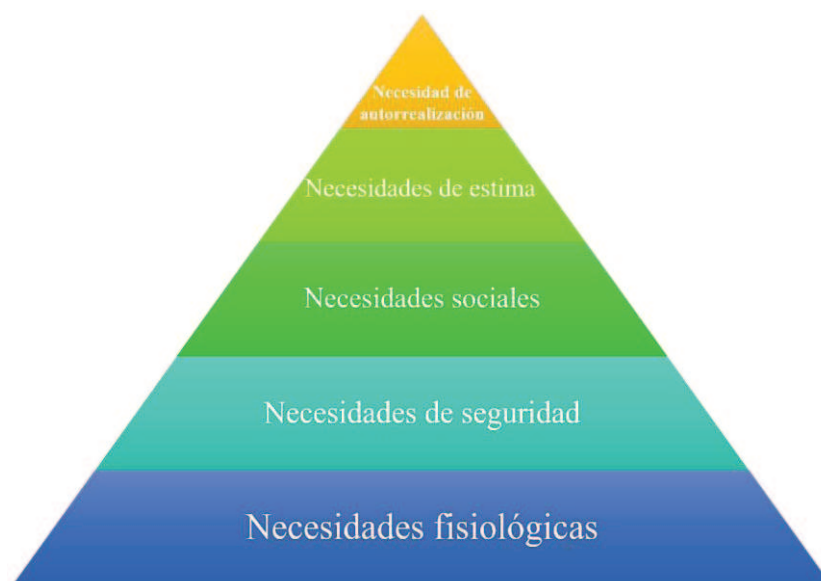 Necesidad de
autorrealización
Necesidades de estima
Necesidades sociales
Necesidades de seguridad
Necesidades fisiológicas